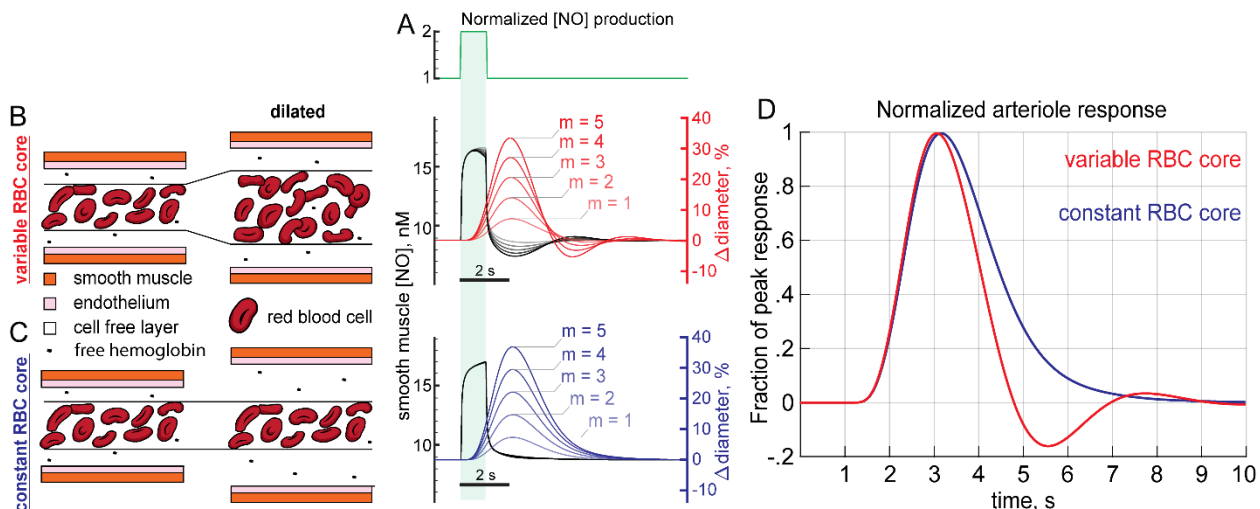 A
Normalized [NO] production
2
1
B
variable RBC core
dilated
smooth muscle
endothelium
cell free layer
free hemoglobin
red blood cell
C
constant RBC core
smooth muscle [NO], nM
15
9
m = 5
m = 4
m = 3
m = 2
m = 1
2 s
40
30
20
10
0
-10
Δ diameter, %
15
9
m = 5
m = 4
m = 3
m = 2
m = 1
2 s
40
30
20
10
0
-10
Δ diameter, %
D
Normalized arteriole response
variable RBC core
constant RBC core
Fraction of peak response
1
.8
.6
.4
.2
0
-.2
1 2 3 4 5 6 7 8 9 10
time, s